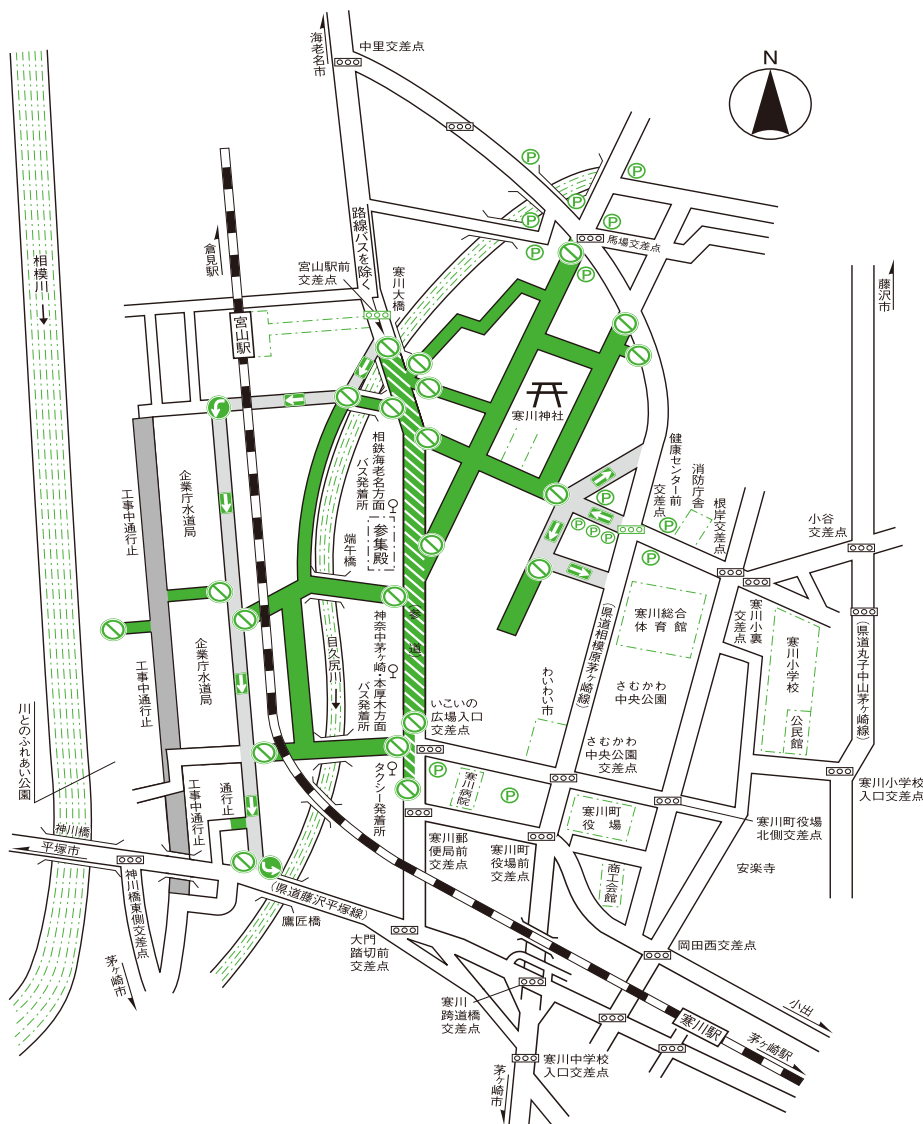 N
海老名市
中里交差点
P
P
P
P
P
P
P
馬場交差点
路線バスを除く
倉見駅
相模川
宮山駅前
交差点
寒川大橋
藤沢市
宮山駅
寒川神社
健康センター前
交差点
消防庁舎
根岸交差点
小谷
交差点
相鉄海老名方面
バス発着所
企業庁水道局
工事中通行止
参集殿
端午橋
P
P
P
P
P
P
寒川総合
体育館
寒川小裏
交差点
寒川小学校
公民館
(県道丸子中山茅ヶ崎線)
(県道相模原茅ヶ崎線)
参道
神奈中茅ヶ崎・本厚木方面
バス発着所
目久尻川
企業庁水道局
工事中通行止
さむかわ
中央公園
わいわい市
いこいの
広場入口
交差点
さむかわ
中央公園
交差点
川とのふれあい公園
P
寒川病院
P
タクシー発着所
寒川町
役場
寒川小学校
入口交差点
寒川町役場
北側交差点
工事中通行止
通行止
神川橋
平塚市
寒川郵
便局前
交差点
寒川町
役場前
交差点
商工会館
安楽寺
神川橋東側交差点
(県道藤沢平塚線)
鷹匠橋
大門
踏切前
交差点
岡田西交差点
茅ヶ崎市
寒川
跨道橋
交差点
小出
寒川駅
茅ヶ崎駅
寒川中学校
入口交差点
茅ヶ崎市